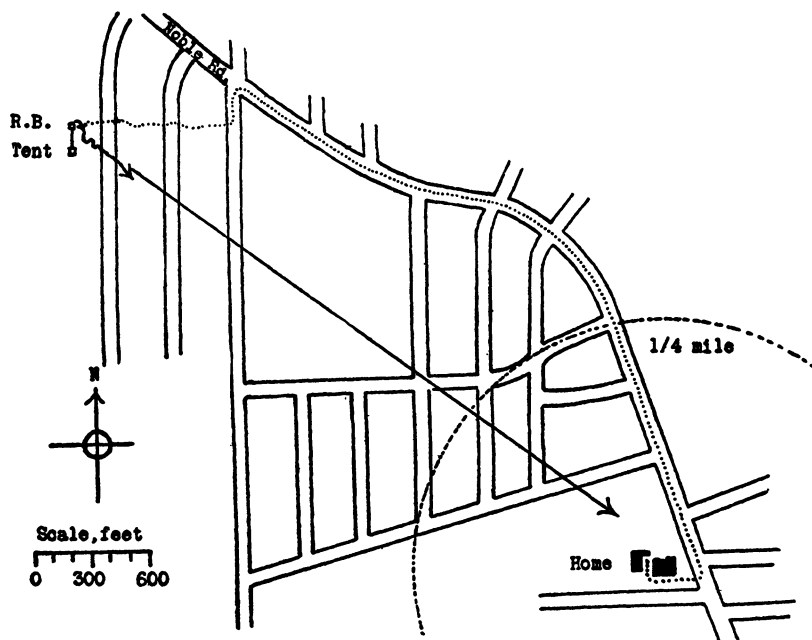 Noble Rd.
R.B.
Tent
1/4 mile
N
Scale,feet
0 300 600
Home